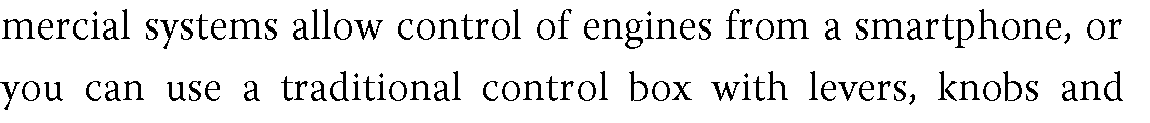 mercial systems allow control of engines from a smartphone, or
you can use a traditional control box with levers, knobs and